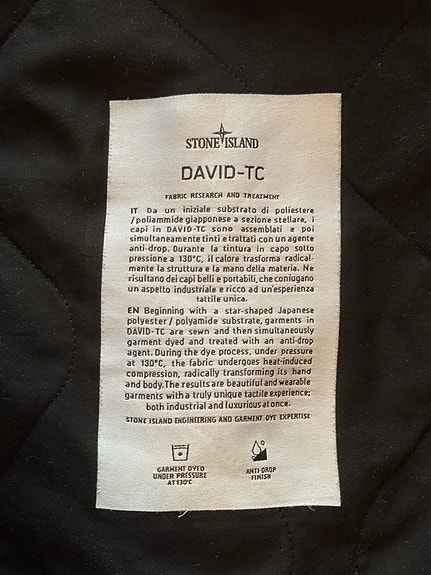 STONE ISLAND
DAVID-TC
FABRIC RESEARCH AND TREATMENT
IT Da un iniziale substrato di poliestere
/poliammide giapponese a sezione stellare, i
capi in DAVID-TC sono assemblati e poi
simultaneamente tinti e trattati con un agente
anti-drop. Durante la tintura in capo sotto
pressione a 130°C, il calore trasforma radical-
mente la struttura e la mano della materia. Ne
risultano dei capi belli e portabili, che coniugano
un aspetto industriale e ricco ad un'esperienza
tattile unica.
EN Beginning with a star-shaped Japanese
polyester / polyamide substrate, garments in
DAVID-TC are sewn and then simultaneously
garment dyed and treated with an anti-drop
agent. During the dye process, under pressure
at 130°C, the fabric undergoes heat-induced
compression, radically transforming its hand
and body. The results are beautiful and wearable
garments with a truly unique tactile experience;
both industrial and luxurious at once.
STONE ISLAND ENGINEERING AND GARMENT DYE EXPERTISE
GARMENT DYED
UNDER PRESSURE
AT 130°C
ANTI-DROP
FINISH